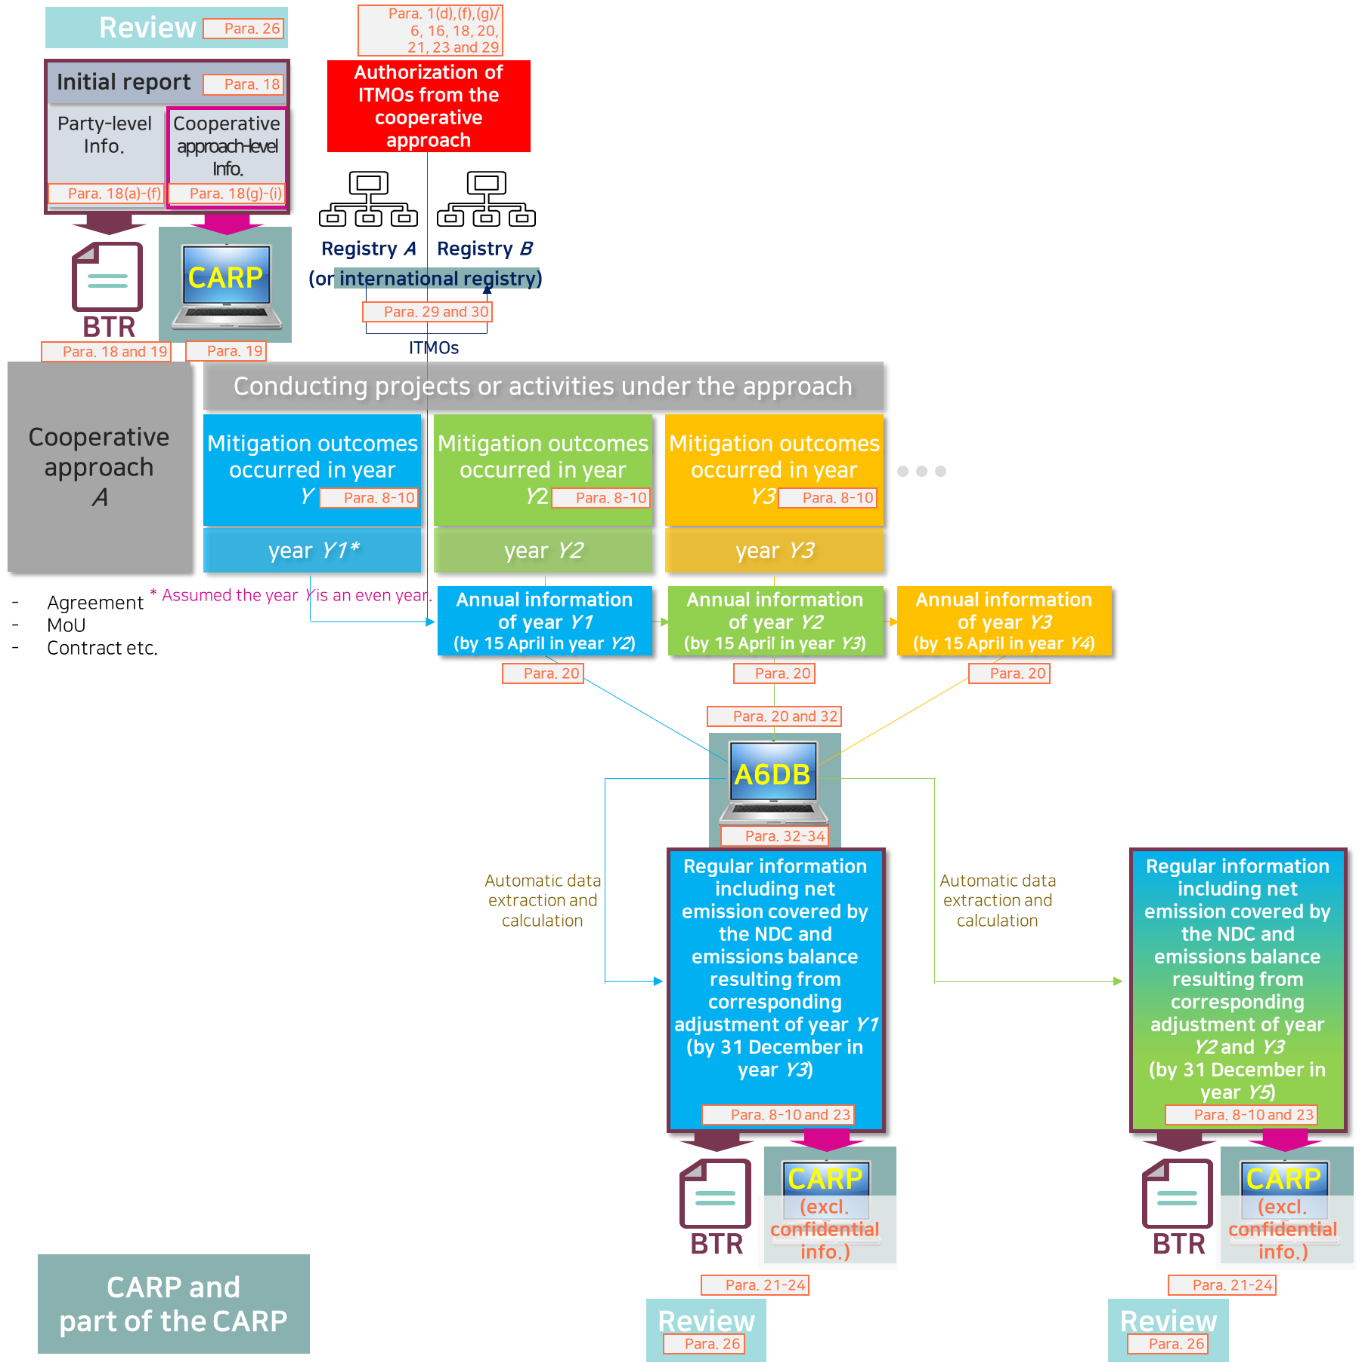 Review Para. 26
Initial report Para. 18
Party-level
Info.
Para. 18(a)-(f)
Cooperative
approach-level
Info.
Para. 18(g)-(i)
BTR
Para. 18 and 19
CARP
Para. 19
Para. 1(d),(f),(g)/
6, 16, 18, 20,
21, 23 and 29
Authorization of
ITMOs from the
cooperative
approach
Registry A
Registry B
(or international registry)
Para. 29 and 30
ITMOs
Cooperative
approach
A
Conducting projects or activities under the approach
Mitigation outcomes
occurred in year
Y Para. 8-10
year Y1*
Mitigation outcomes
occurred in year
Y2 Para. 8-10
year Y2
Mitigation outcomes
occurred in year
Y3 Para. 8-10
year Y3
- Agreement
- MoU
- Contract etc.
* Assumed the year Y is an even year.
Annual information
of year Y1
(by 15 April in year Y2)
Para. 20
Annual information
of year Y2
(by 15 April in year Y3)
Para. 20
Annual information
of year Y3
(by 15 April in year Y4)
Para. 20
Para. 20 and 32
A6DB
Para. 32-34
Automatic data
extraction and
calculation
Regular information
including net
emission covered by
the NDC and
emissions balance
resulting from
corresponding
adjustment of year Y1
(by 31 December in
year Y3)
Para. 8-10 and 23
Automatic data
extraction and
calculation
Regular information
including net
emission covered by
the NDC and
emissions balance
resulting from
corresponding
adjustment of year
Y2 and Y3
(by 31 December in
year Y5)
Para. 8-10 and 23
BTR
CARP
(excl.
confidential
info.)
Para. 21-24
Review
Para. 26
BTR
CARP
(excl.
confidential
info.)
Para. 21-24
Review
Para. 26
CARP and
part of the CARP